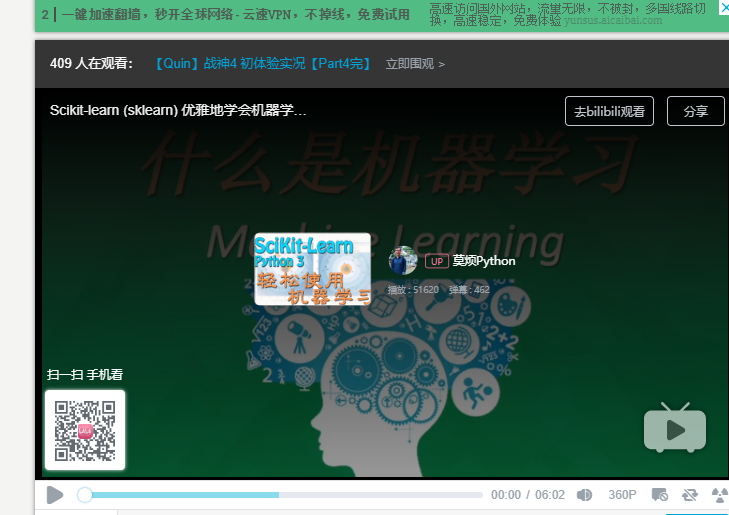 2 | 一键加速翻墙，秒开全球网络 - 云速VPN，不掉线，免费试用
高速访问国外网站，流量无限，不被封，多国线路切
换，高速稳定，免费体验 yunsus.aicaibai.com
409 人在观看： 【Quin】战神4 初体验实况【Part4完】 立即围观 >
Scikit-learn (sklearn) 优雅地学会机器学...
去bilibili观看
分享
什么是机器学习
Machine Learning
SciKit-Learn
Python 3
轻松使用
机器学习
UP 莫烦Python
播放 : 51620 弹幕 : 462
扫一扫 手机看
00:00 / 06:02 360P